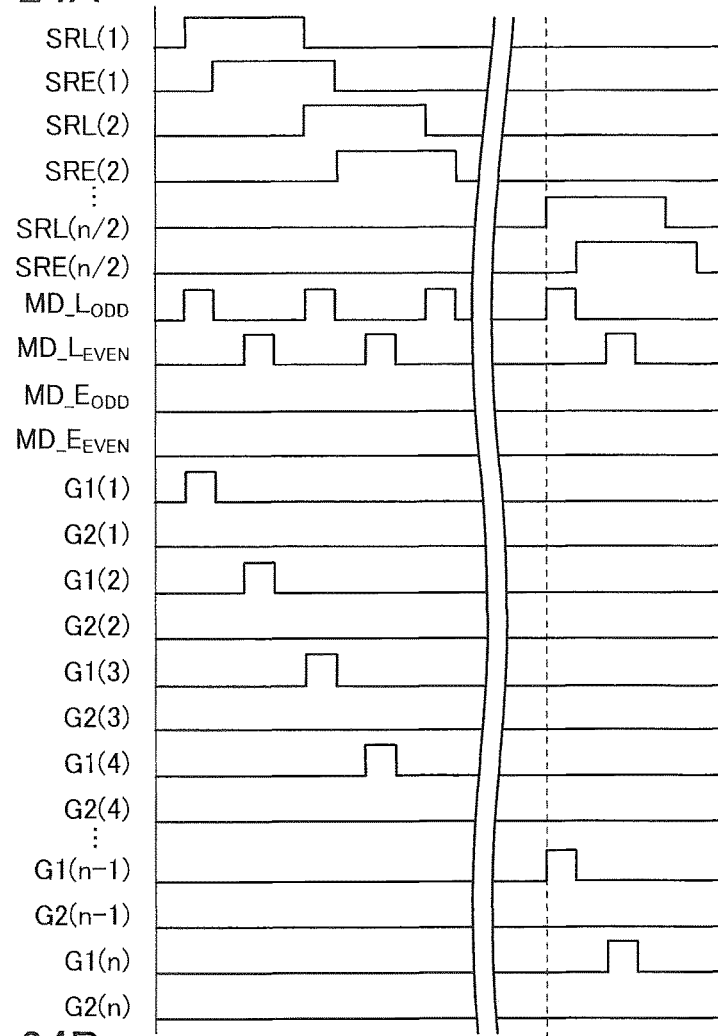 SRL(1)
SRE(1)
SRL(2)
SRE(2)
⋮
SRL(n/2)
SRE(n/2)
MD_LODD
MD_LEVEN
MD_EODD
MD_EEVEN
G1(1)
G2(1)
G1(2)
G2(2)
G1(3)
G2(3)
G1(4)
G2(4)
⋮
G1(n-1)
G2(n-1)
G1(n)
G2(n)